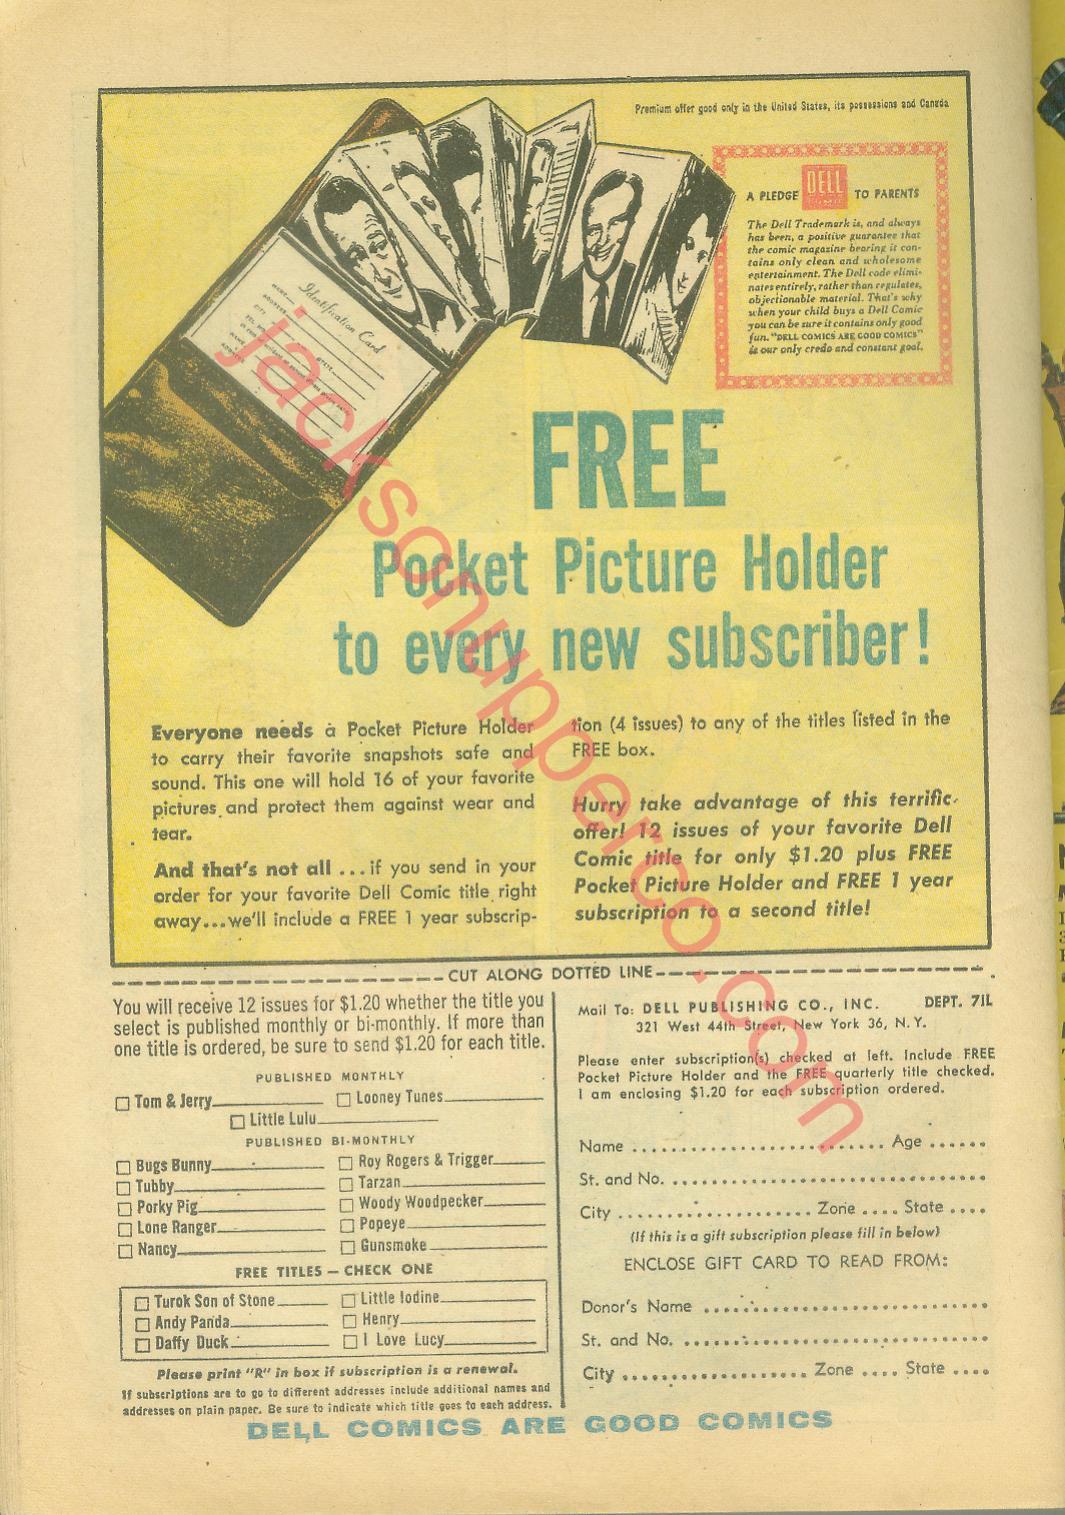 Premium offer good only in the United States, its possessions and Canada
A PLEDGE DELL COMICS TO PARENTS
The Dell Trademark is, and always
has been, a positive guarantee that
the comic magazine bearing it con-
tains only clean and wholesome
entertainment. The Dell code elimi-
nates entirely, rather than regulates,
objectionable material. That's why
when your child buys a Dell Comic
you can be sure it contains only good
fun. "DELL COMICS ARE GOOD COMICS"
is our only credo and constant goal.
Identification Card
NAME
ADDRESS
CITY
STATE
FREE
Pocket Picture Holder
to every new subscriber!
Everyone needs a Pocket Picture Holder
to carry their favorite snapshots safe and
sound. This one will hold 16 of your favorite
pictures and protect them against wear and
tear.
And that's not all ... if you send in your
order for your favorite Dell Comic title right
away...we'll include a FREE 1 year subscrip-
tion (4 issues) to any of the titles listed in the
FREE box.
Hurry take advantage of this terrific
offer! 12 issues of your favorite Dell
Comic title for only $1.20 plus FREE
Pocket Picture Holder and FREE 1 year
subscription to a second title!
jacksonupperco.com
CUT ALONG DOTTED LINE
You will receive 12 issues for $1.20 whether the title you
select is published monthly or bi-monthly. If more than
one title is ordered, be sure to send $1.20 for each title.
PUBLISHED MONTHLY
Tom & Jerry Looney Tunes
Little Lulu
PUBLISHED BI-MONTHLY
Bugs Bunny Roy Rogers & Trigger
Tubby Tarzan
Porky Pig Woody Woodpecker
Lone Ranger Popeye
Nancy Gunsmoke
FREE TITLES — CHECK ONE
Turok Son of Stone Little Iodine
Andy Panda Henry
Daffy Duck I Love Lucy
Please print "R" in box if subscription is a renewal.
If subscriptions are to go to different addresses include additional names and
addresses on plain paper. Be sure to indicate which title goes to each address.
Mail To: DELL PUBLISHING CO., INC. DEPT. 7IL
321 West 44th Street, New York 36, N.Y.
Please enter subscription(s) checked at left. Include FREE
Pocket Picture Holder and the FREE quarterly title checked.
I am enclosing $1.20 for each subscription ordered.
Name Age
St. and No.
City Zone State
(If this is a gift subscription please fill in below)
ENCLOSE GIFT CARD TO READ FROM:
Donor's Name
St. and No.
City Zone State
DELL COMICS ARE GOOD COMICS